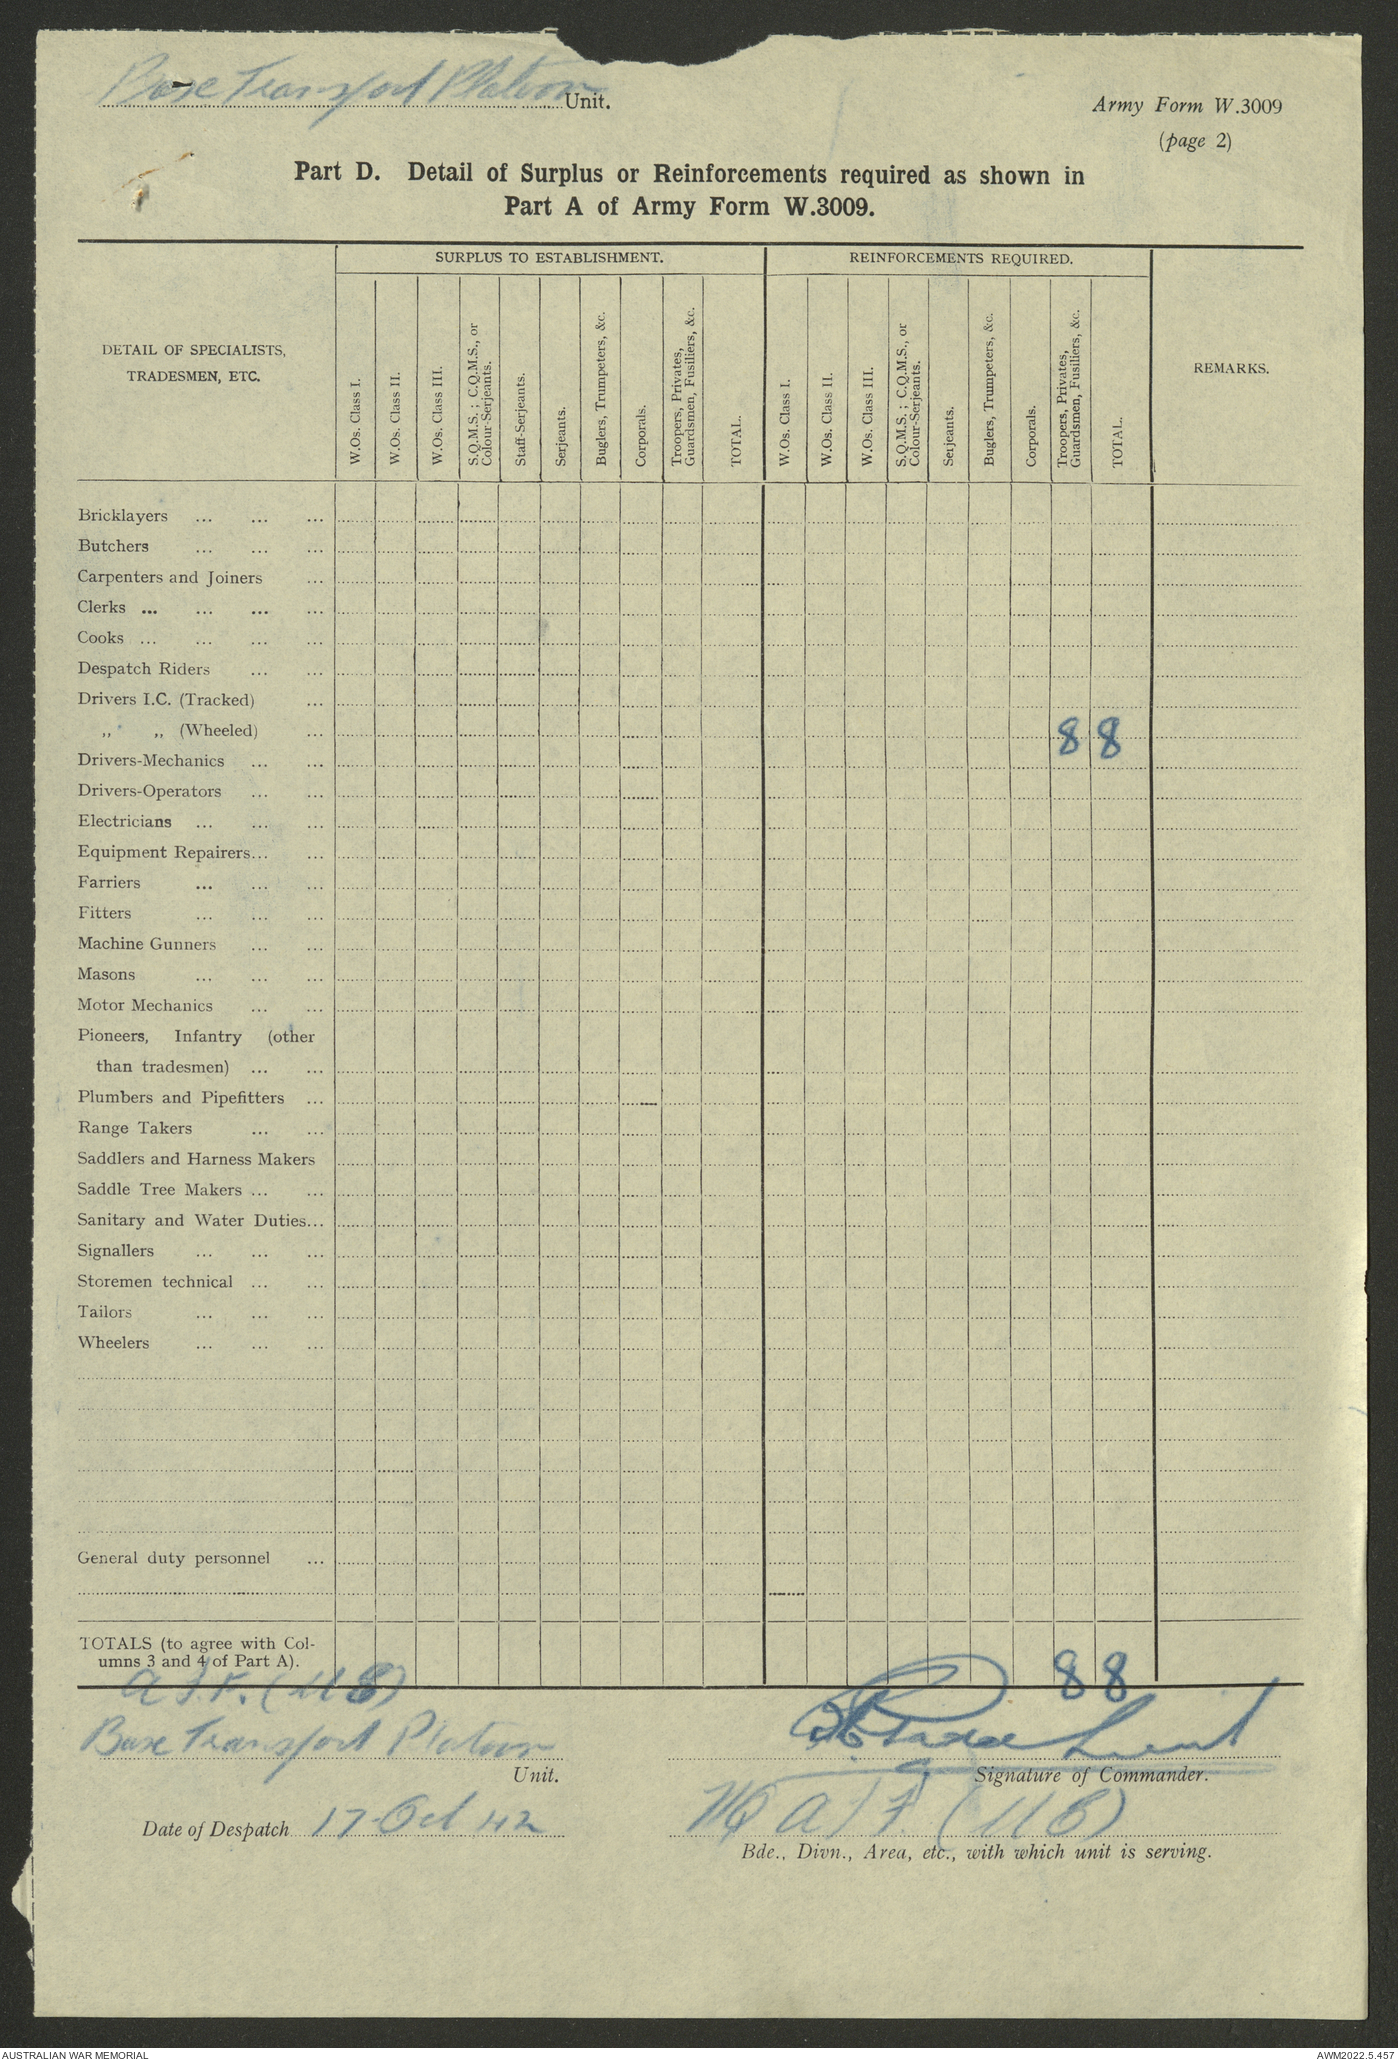 Base Transport Platoon Unit.
Army Form W.3009
(page 2)
Part D. Detail of Surplus or Reinforcements required as shown in
Part A of Army Form W.3009.
DETAIL OF SPECIALISTS,
TRADESMEN, ETC.
SURPLUS TO ESTABLISHMENT.
W.Os. Class I.
W.Os. Class II.
W.Os. Class III.
S.Q.M.S. ; C.Q.M.S., or
Colour-Serjeants.
Staff-Serjeants.
Serjeants.
Buglers, Trumpeters, &c.
Corporals.
Troopers, Privates,
Guardsmen, Fusiliers, &c.
TOTAL.
REINFORCEMENTS REQUIRED.
W.Os. Class I.
W.Os. Class II.
W.Os. Class III.
S.Q.M.S. ; C.Q.M.S., or
Colour-Serjeants.
Serjeants.
Buglers, Trumpeters, &c.
Corporals.
Troopers, Privates,
Guardsmen, Fusiliers, &c.
TOTAL.
REMARKS.
Bricklayers ... ... ...
Butchers ... ... ...
Carpenters and Joiners ...
Clerks ... ... ... ...
Cooks ... ... ... ...
Despatch Riders ... ...
Drivers I.C. (Tracked) ...
,, ,, (Wheeled) ... 8 8
Drivers-Mechanics ... ...
Drivers-Operators ... ...
Electricians ... ... ...
Equipment Repairers... ...
Farriers ... ... ...
Fitters ... ... ...
Machine Gunners ... ...
Masons ... ... ...
Motor Mechanics ... ...
Pioneers, Infantry (other
than tradesmen) ... ...
Plumbers and Pipefitters ...
Range Takers ... ...
Saddlers and Harness Makers
Saddle Tree Makers ... ...
Sanitary and Water Duties...
Signallers ... ... ...
Storemen technical ... ...
Tailors ... ... ...
Wheelers ... ... ...
General duty personnel ...
TOTALS (to agree with Col-
umns 3 and 4 of Part A). 8 8
A.I.F. (M E)
Base Transport Platoon
Unit.
Lieut
Signature of Commander.
Date of Despatch 17 Oct 42
HQ A I F. (M E)
Bde., Divn., Area, etc., with which unit is serving.
AUSTRALIAN WAR MEMORIAL
AWM2022.5.457